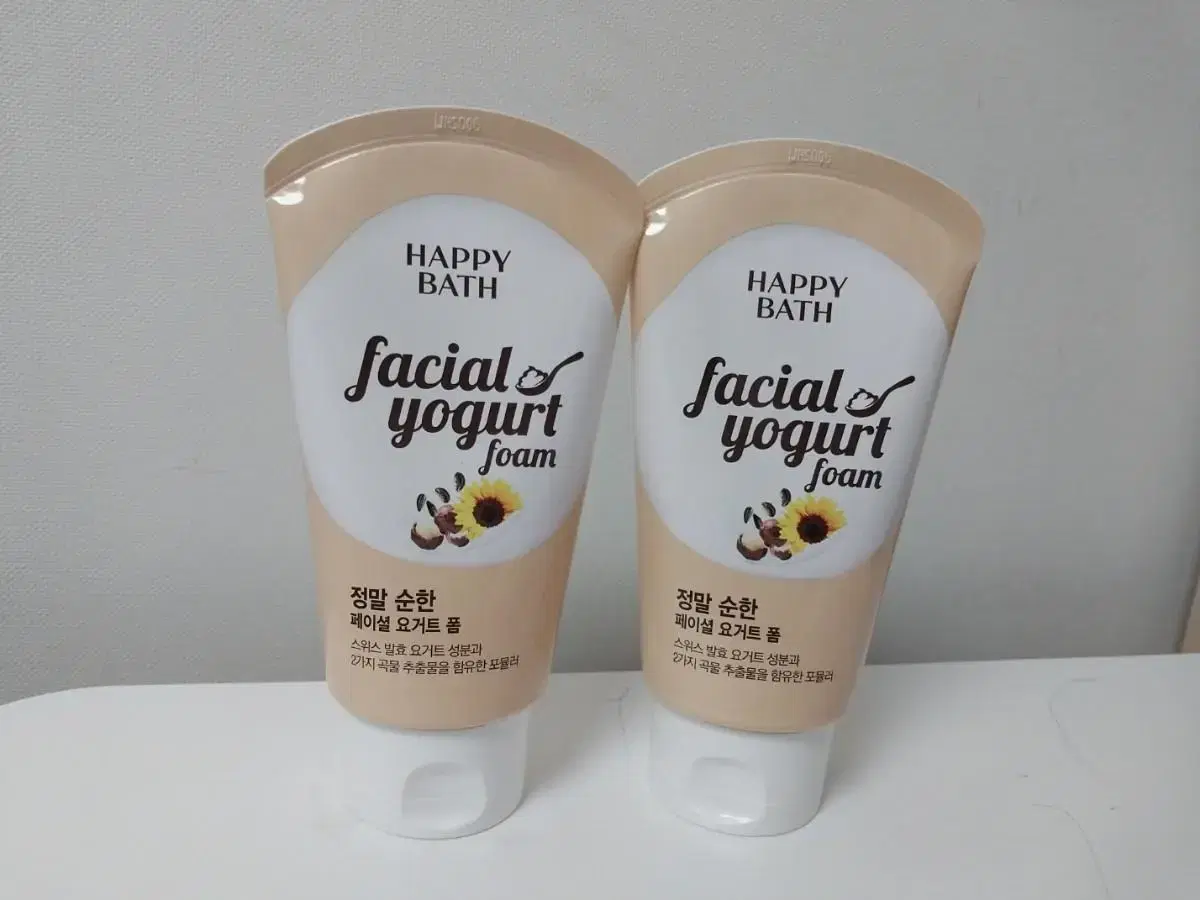 HAPPY
BATH
facial
yogurt
foam
정말 순한
페이셜 요거트 폼
스위스 발효 요거트 성분과
2가지 곡물 추출물을 함유한 포뮬러
HAPPY
BATH
facial
yogurt
foam
정말 순한
페이셜 요거트 폼
스위스 발효 요거트 성분과
2가지 곡물 추출물을 함유한 포뮬러